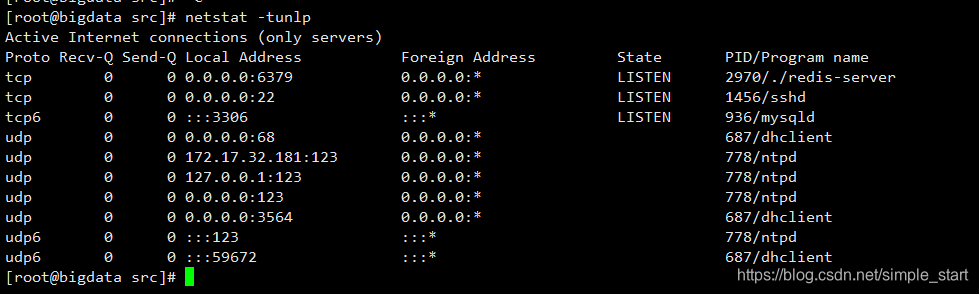 [root@bigdata src]# netstat -tunlp
Active Internet connections (only servers)
Proto Recv-Q Send-Q Local Address           Foreign Address         State       PID/Program name
tcp        0      0 0.0.0.0:6379            0.0.0.0:*               LISTEN      2970/./redis-server
tcp        0      0 0.0.0.0:22              0.0.0.0:*               LISTEN      1456/sshd
tcp6       0      0 :::3306                 :::*                    LISTEN      936/mysqld
udp        0      0 0.0.0.0:68              0.0.0.0:*                           687/dhclient
udp        0      0 172.17.32.181:123       0.0.0.0:*                           778/ntpd
udp        0      0 127.0.0.1:123           0.0.0.0:*                           778/ntpd
udp        0      0 0.0.0.0:123             0.0.0.0:*                           778/ntpd
udp        0      0 0.0.0.0:3564            0.0.0.0:*                           687/dhclient
udp6       0      0 :::123                  :::*                                778/ntpd
udp6       0      0 :::59672                :::*                                687/dhclient
[root@bigdata src]#
https://blog.csdn.net/simple_start